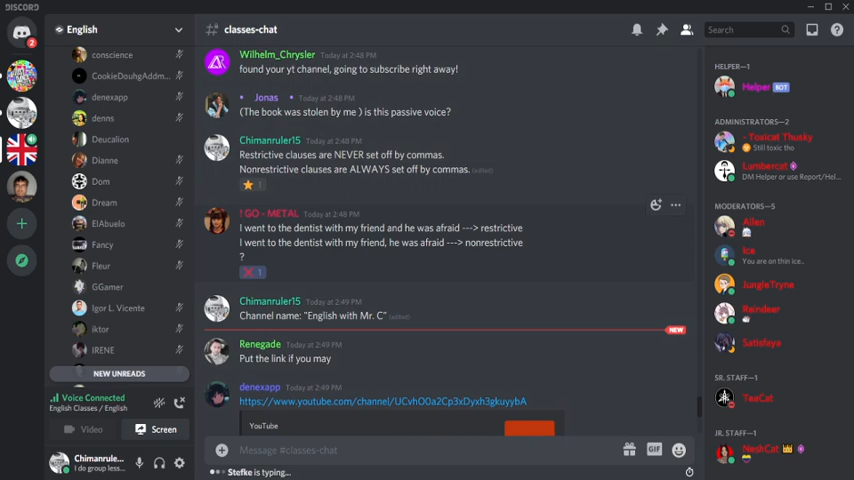 DISCORD
English
classes-chat
Search
conscience
CookieDouhgAddm...
denexapp
denns
Deucalion
Dianne
Dom
Dream
ElAbuelo
Fancy
Fleur
GGamer
Igor L. Vicente
iktor
IRENE
NEW UNREADS
Voice Connected
English Classes / English
Video
Screen
Chimanrule...
I do group less...
Wilhelm_Chrysler Today at 2:48 PM
found your yt channel, going to subscribe right away!
Jonas Today at 2:48 PM
(The book was stolen by me ) is this passive voice?
Chimanruler15 Today at 2:48 PM
Restrictive clauses are NEVER set off by commas.
Nonrestrictive clauses are ALWAYS set off by commas. (edited)
1
! GO - METAL Today at 2:48 PM
I went to the dentist with my friend and he was afraid ---> restrictive
I went to the dentist with my friend, he was afraid ---> nonrestrictive
?
1
Chimanruler15 Today at 2:49 PM
Channel name: "English with Mr. C" (edited)
NEW
Renegade Today at 2:49 PM
Put the link if you may
denexapp Today at 2:49 PM
https://www.youtube.com/channel/UCvhO0a2Cp3xDyxh3gkuyybA
YouTube
Message #classes-chat
GIF
Stefke is typing...
HELPER—1
Helper BOT
ADMINISTRATORS—2
Toxicat Thusky
Still toxic tho
Lumbercat
DM Helper or use Report/Hel...
MODERATORS—5
Allen
Ice
You are on thin ice..
JungleTryne
Reindeer
Satisfeya
SR. STAFF—1
TeaCat
JR. STAFF—1
NeshCat
2